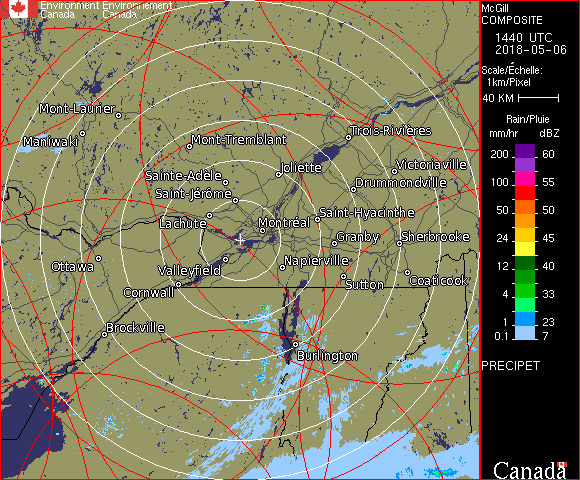 Environment Environnement
Canada Canada
McGill
COMPOSITE
1440 UTC
2018-05-06
Scale/Échelle:
1km/Pixel
40 KM
Rain/Pluie
mm/hr dBZ
200 60
100 55
50 50
24 45
12 40
4 33
1 23
0.1 7
PRECIPET
Canada
Mont-Laurier
Maniwaki
Mont-Tremblant
Trois-Rivières
Sainte-Adèle
Joliette
Victoriaville
Saint-Jérôme
Drummondville
Lachute
Montréal
Saint-Hyacinthe
Granby
Sherbrooke
Ottawa
Valleyfield
Napierville
Cornwall
Sutton
Coaticook
Brockville
Burlington